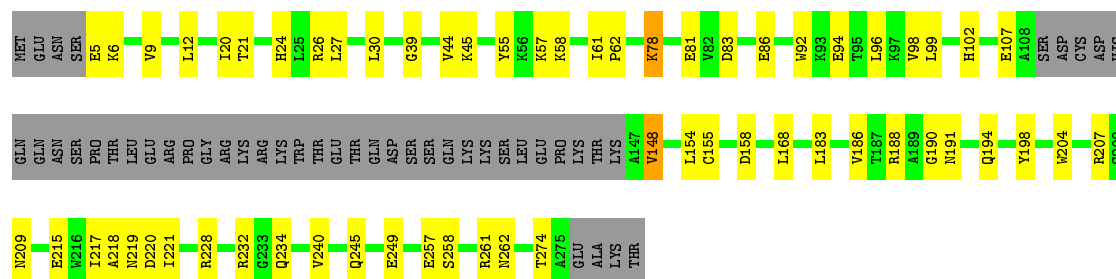 MET GLU ASN SER E5 K6 V9 L12 I20 T21 H24 L25 R26 L27 L30 G39 V44 K45 Y55 K56 K57 K58 I61 P62 K78 E81 V82 D83 E86 W92 K93 E94 T95 L96 K97 V98 L99 H102 E107 A108 SER ASP CYS ASP
GLN GLN ASN SER PRO THR LEU GLU ARG PRO GLY ARG LYS ARG LYS TRP THR GLU THR GLN ASP SER SER GLN LYS LYS SER LEU GLU PRO LYS THR LYS A147 V148 L154 C155 D158 L168 L183 V186 T187 R188 A189 G190 N191 Q194 Y198 W204 R207
N209 E215 W216 I217 A218 N219 D220 I221 R228 R232 G233 Q234 V240 Q245 E249 E257 S258 R261 N262 T274 A275 GLU ALA LYS THR